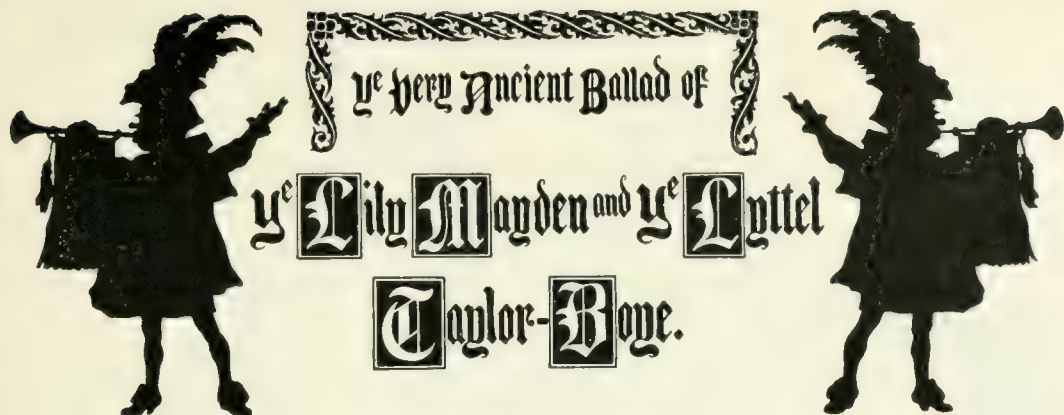 Yᵉ Very Ancient Ballad of
Yᵉ Lily Mayden and Yᵉ Lyttel
Taylor-Boye.